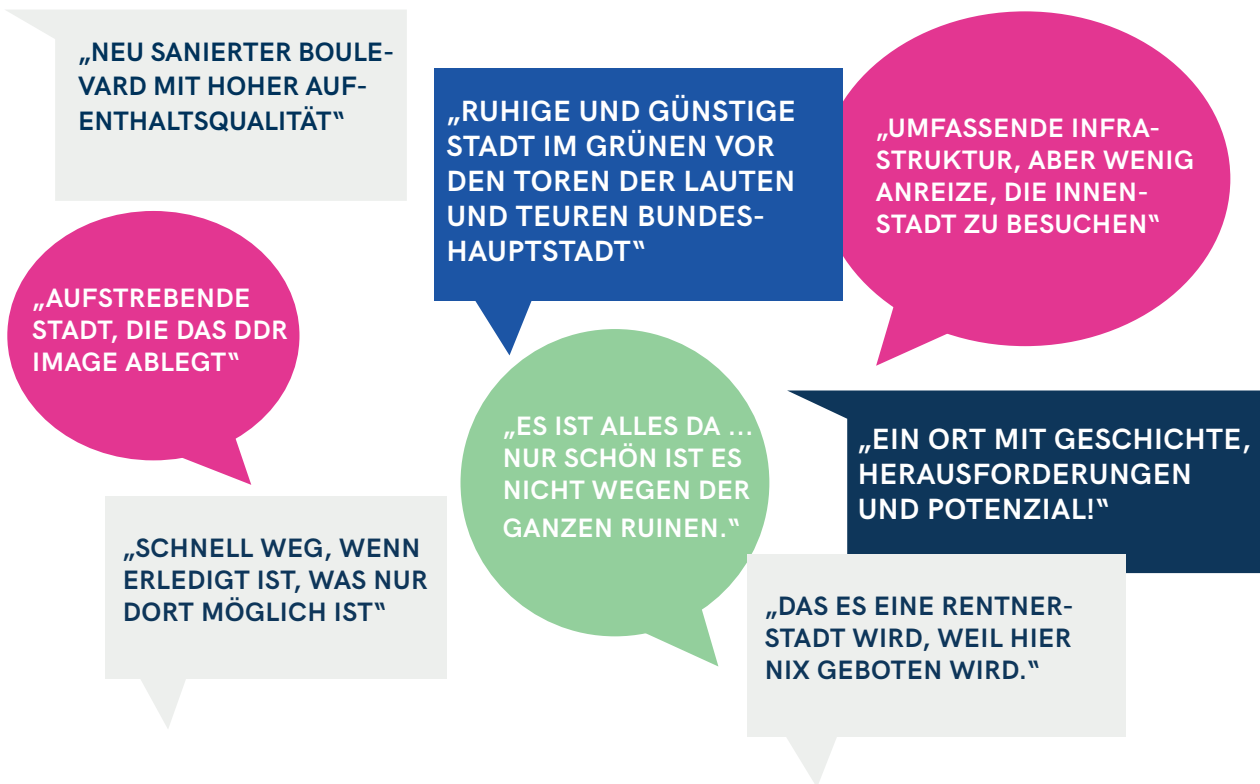 „NEU SANIERTER BOULE-
VARD MIT HOHER AUF-
ENTHALTSQUALITÄT“
„RUHIGE UND GÜNSTIGE
STADT IM GRÜNEN VOR
DEN TOREN DER LAUTEN
UND TEUREN BUNDES-
HAUPTSTADT“
„UMFASSENDE INFRA-
STRUKTUR, ABER WENIG
ANREIZE, DIE INNEN-
STADT ZU BESUCHEN“
„AUFSTREBENDE
STADT, DIE DAS DDR
IMAGE ABLEGT“
„ES IST ALLES DA ...
NUR SCHÖN IST ES
NICHT WEGEN DER
GANZEN RUINEN.“
„EIN ORT MIT GESCHICHTE,
HERAUSFORDERUNGEN
UND POTENZIAL!“
„SCHNELL WEG, WENN
ERLEDIGT IST, WAS NUR
DORT MÖGLICH IST“
„DAS ES EINE RENTNER-
STADT WIRD, WEIL HIER
NIX GEBOTEN WIRD.“